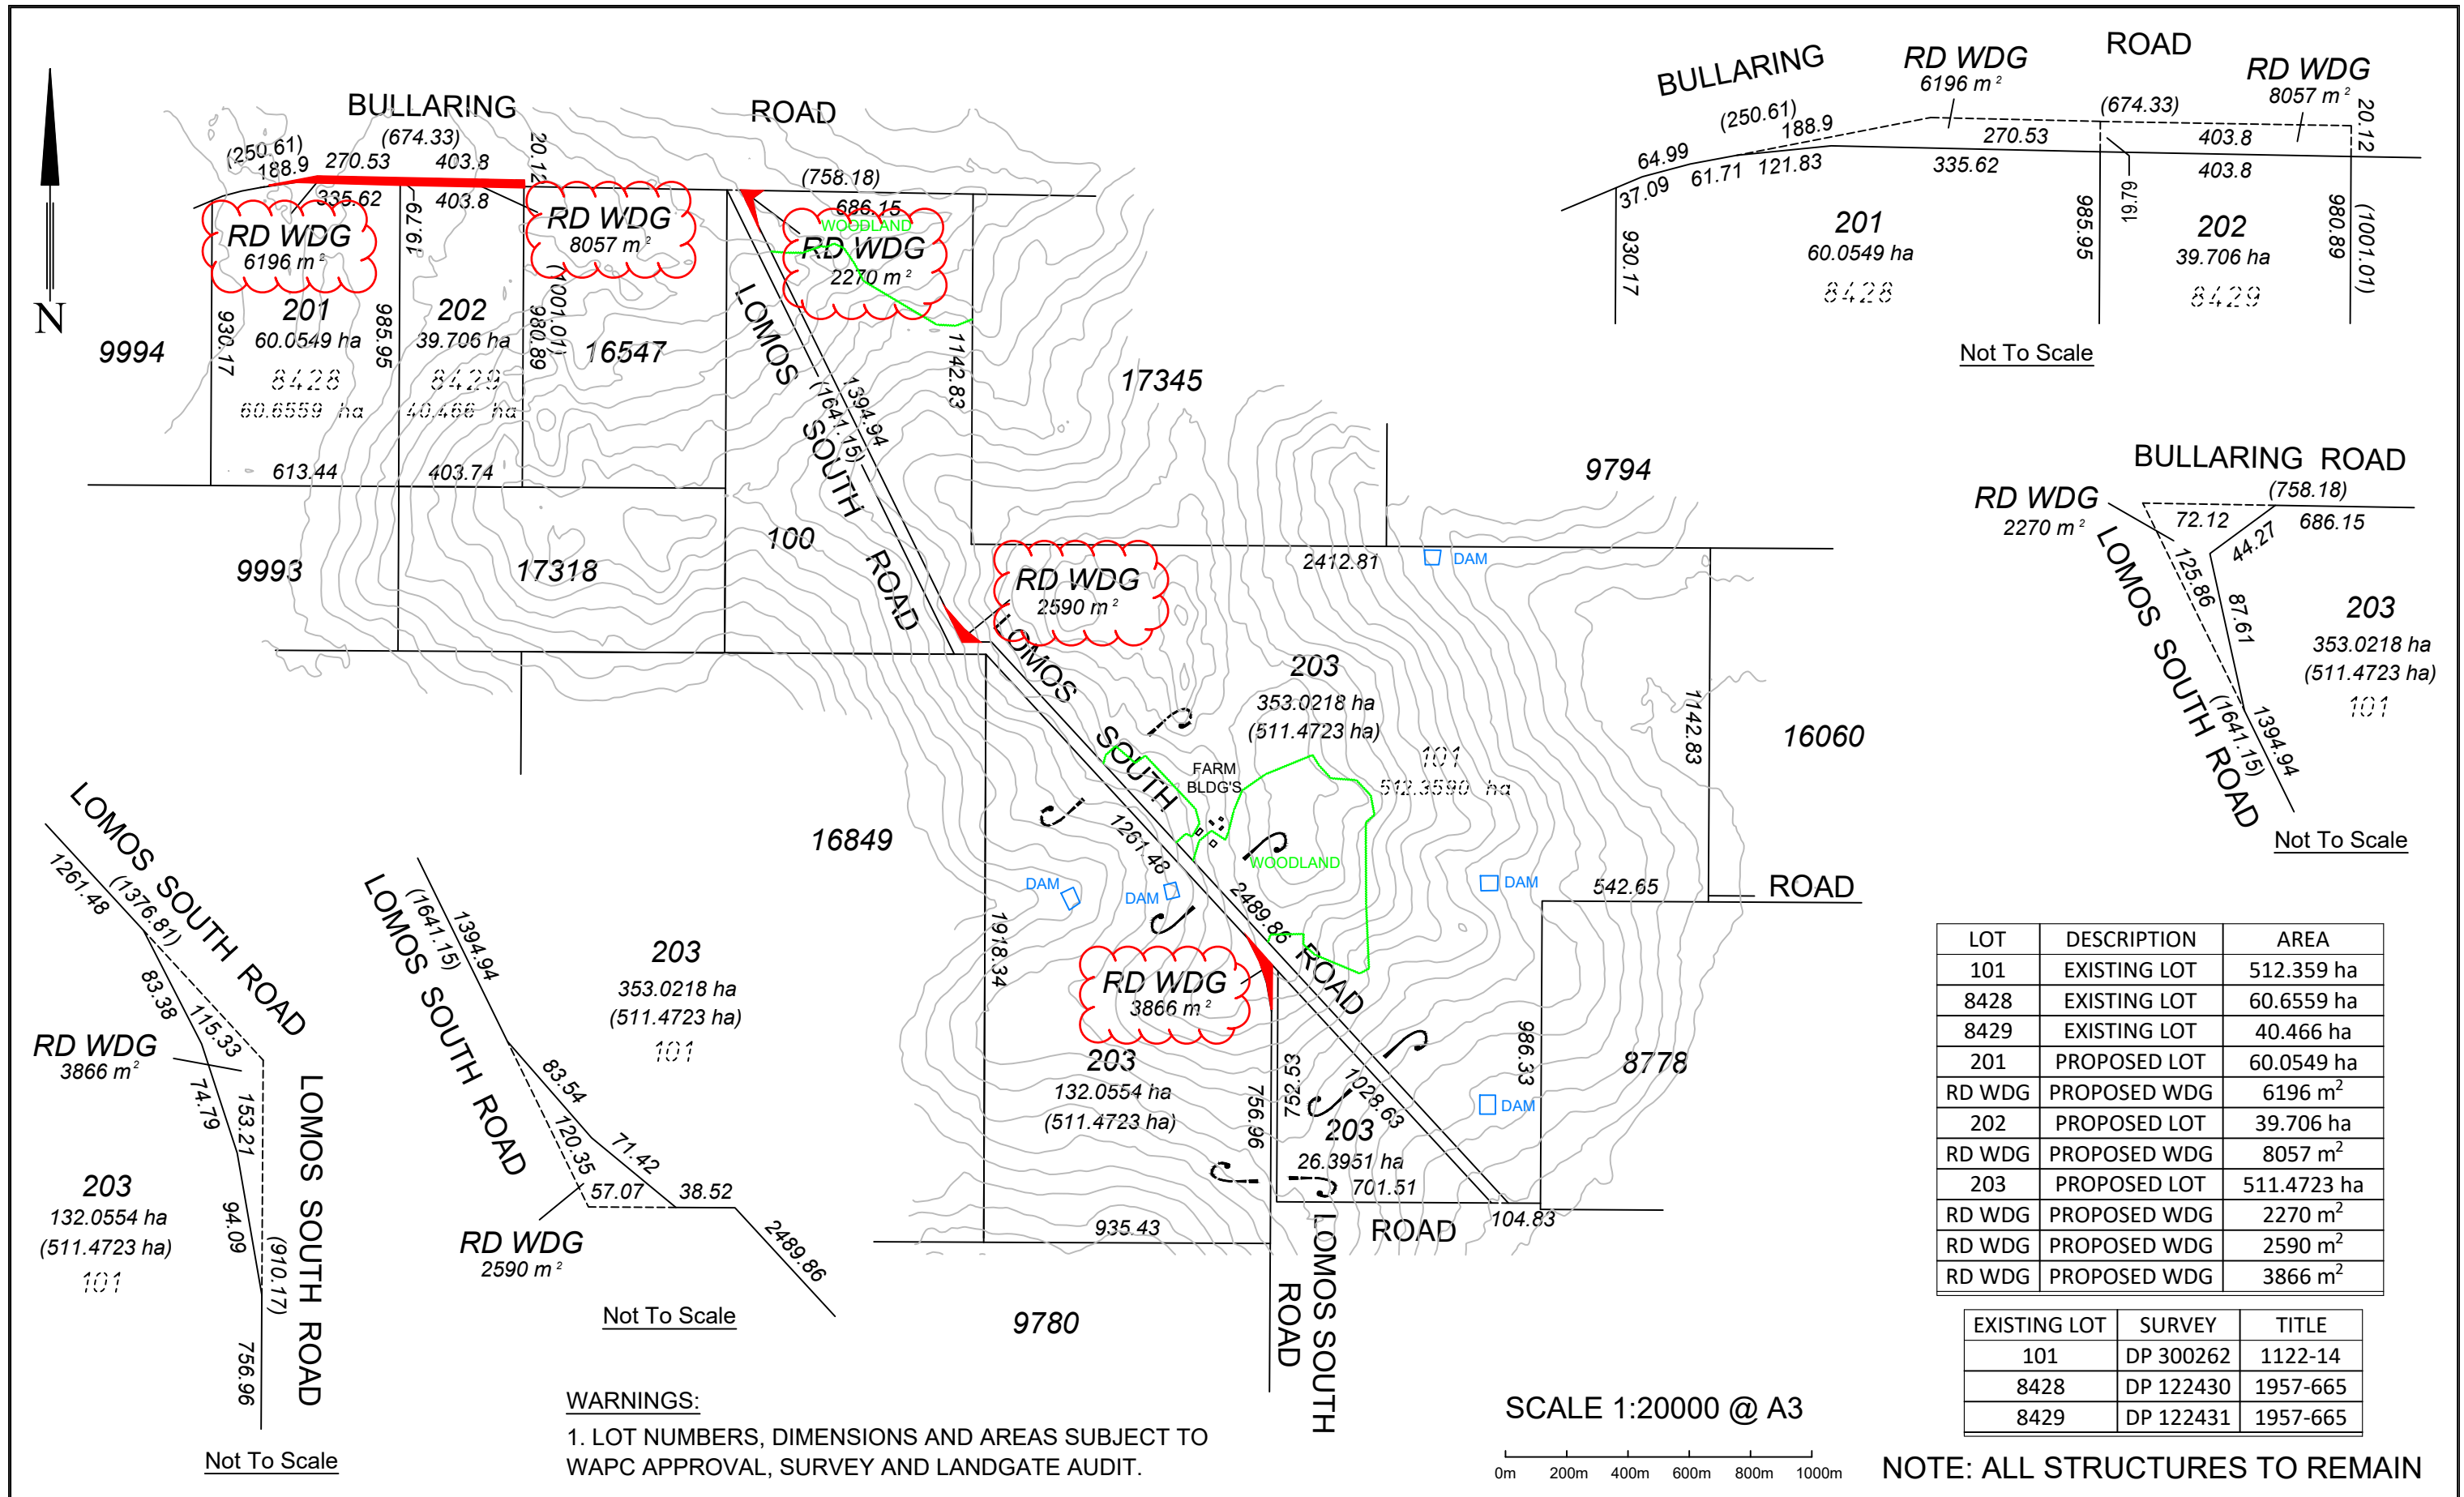 BULLARING
ROAD
(674.33)
(250.61)
188.9
270.53
403.8
20.12
335.62
403.8
19.79
RD WDG
6196 m²
RD WDG
8057 m²
(758.18)
686.15
WOODLAND
RD WDG
2270 m²
N
9994
930.17
201
60.0549 ha
8428
60.6559 ha
985.95
202
39.706 ha
8429
40.466 ha
980.89
(1001.01)
16547
613.44
403.74
LOMOS
SOUTH
ROAD
1394.94
(1641.15)
1142.83
17345
9794
100
9993
17318
RD WDG
2590 m²
2412.81
DAM
LOMOS
SOUTH
ROAD
203
353.0218 ha
(511.4723 ha)
101
512.3590 ha
FARM
BLDG'S
1142.83
16060
16849
1261.48
2489.86
WOODLAND
DAM
DAM
DAM
542.65
ROAD
1918.34
RD WDG
3866 m²
203
132.0554 ha
(511.4723 ha)
756.96
752.53
1028.63
986.33
DAM
8778
203
26.3951 ha
701.51
104.83
ROAD
935.43
LOMOS SOUTH
ROAD
9780
BULLARING
ROAD
RD WDG
6196 m²
RD WDG
8057 m²
(250.61)
188.9
(674.33)
20.12
64.99
270.53
403.8
37.09
61.71
121.83
335.62
403.8
19.79
930.17
201
60.0549 ha
8428
985.95
202
39.706 ha
8429
980.89
(1001.01)
Not To Scale
BULLARING ROAD
(758.18)
RD WDG
2270 m²
72.12
686.15
44.27
125.86
87.61
LOMOS SOUTH ROAD
203
353.0218 ha
(511.4723 ha)
101
(1641.15)
1394.94
Not To Scale
LOMOS SOUTH ROAD
1261.48
(1376.81)
83.38
115.33
RD WDG
3866 m²
74.79
153.21
LOMOS SOUTH ROAD
203
132.0554 ha
(511.4723 ha)
101
94.09
(910.17)
756.96
Not To Scale
LOMOS SOUTH ROAD
(1641.15)
1394.94
203
353.0218 ha
(511.4723 ha)
101
83.54
120.35
71.42
57.07
38.52
RD WDG
2590 m²
2489.86
Not To Scale
LOT DESCRIPTION AREA
101 EXISTING LOT 512.359 ha
8428 EXISTING LOT 60.6559 ha
8429 EXISTING LOT 40.466 ha
201 PROPOSED LOT 60.0549 ha
RD WDG PROPOSED WDG 6196 m²
202 PROPOSED LOT 39.706 ha
RD WDG PROPOSED WDG 8057 m²
203 PROPOSED LOT 511.4723 ha
RD WDG PROPOSED WDG 2270 m²
RD WDG PROPOSED WDG 2590 m²
RD WDG PROPOSED WDG 3866 m²
EXISTING LOT SURVEY TITLE
101 DP 300262 1122-14
8428 DP 122430 1957-665
8429 DP 122431 1957-665
WARNINGS:
1. LOT NUMBERS, DIMENSIONS AND AREAS SUBJECT TO
WAPC APPROVAL, SURVEY AND LANDGATE AUDIT.
SCALE 1:20000 @ A3
0m 200m 400m 600m 800m 1000m
NOTE: ALL STRUCTURES TO REMAIN